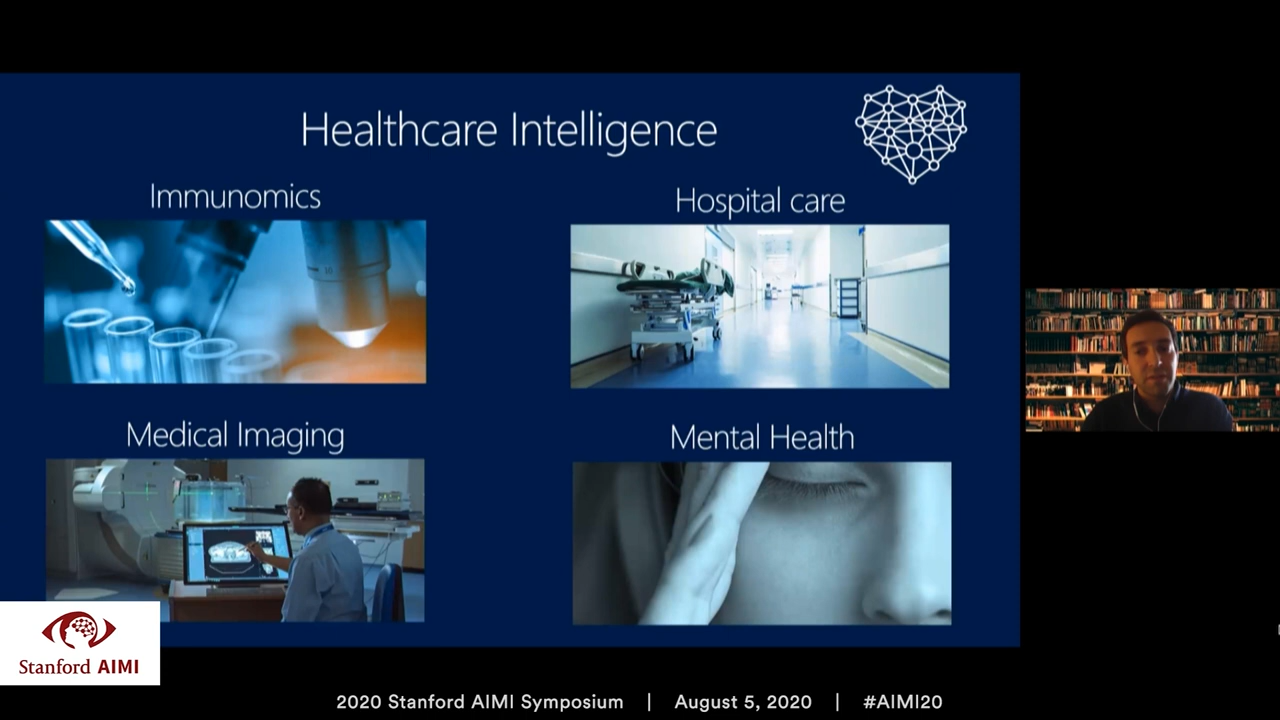 Healthcare Intelligence
Immunomics
Hospital care
Medical Imaging
Mental Health
Stanford AIMI
2020 Stanford AIMI Symposium | August 5, 2020 | #AIMI20